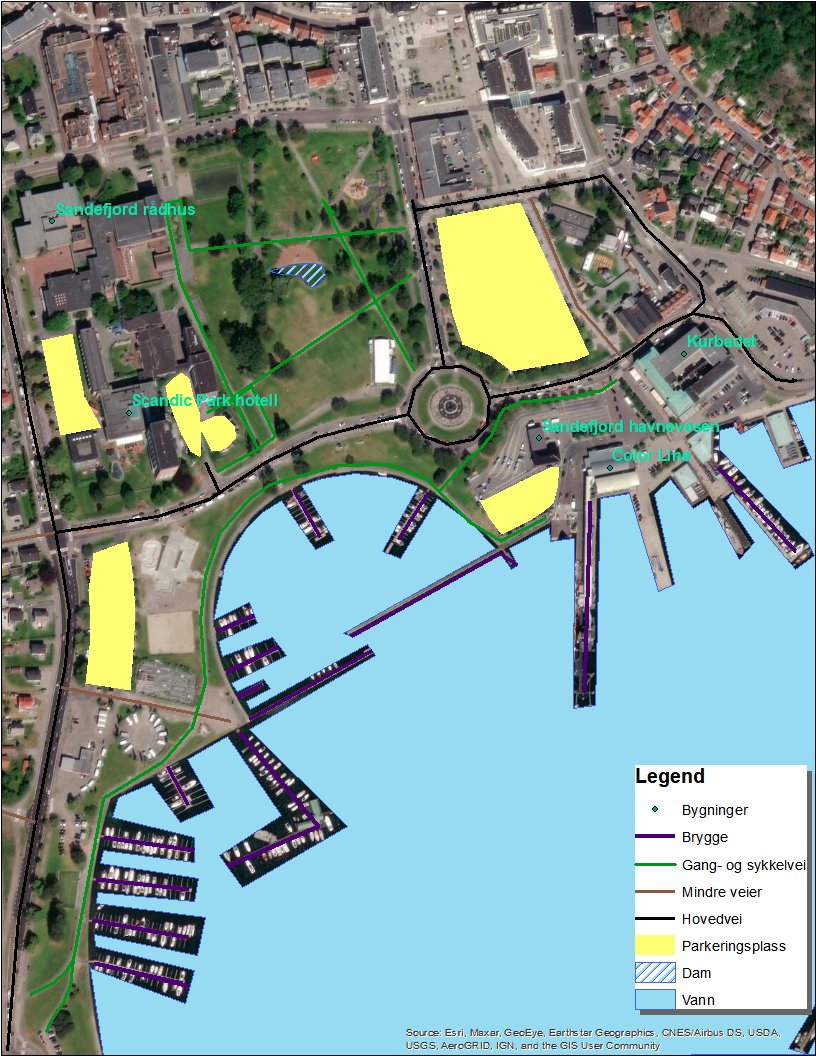 Sandefjord rådhus
Kurbadet
Scandic Park hotell
Sandefjord havnevesen
Color Line
Legend
Bygninger
Brygge
Gang- og sykkelvei
Mindre veier
Hovedvei
Parkeringsplass
Dam
Vann
Source: Esri, Maxar, GeoEye, Earthstar Geographics, CNES/Airbus DS, USDA,
USGS, AeroGRID, IGN, and the GIS User Community